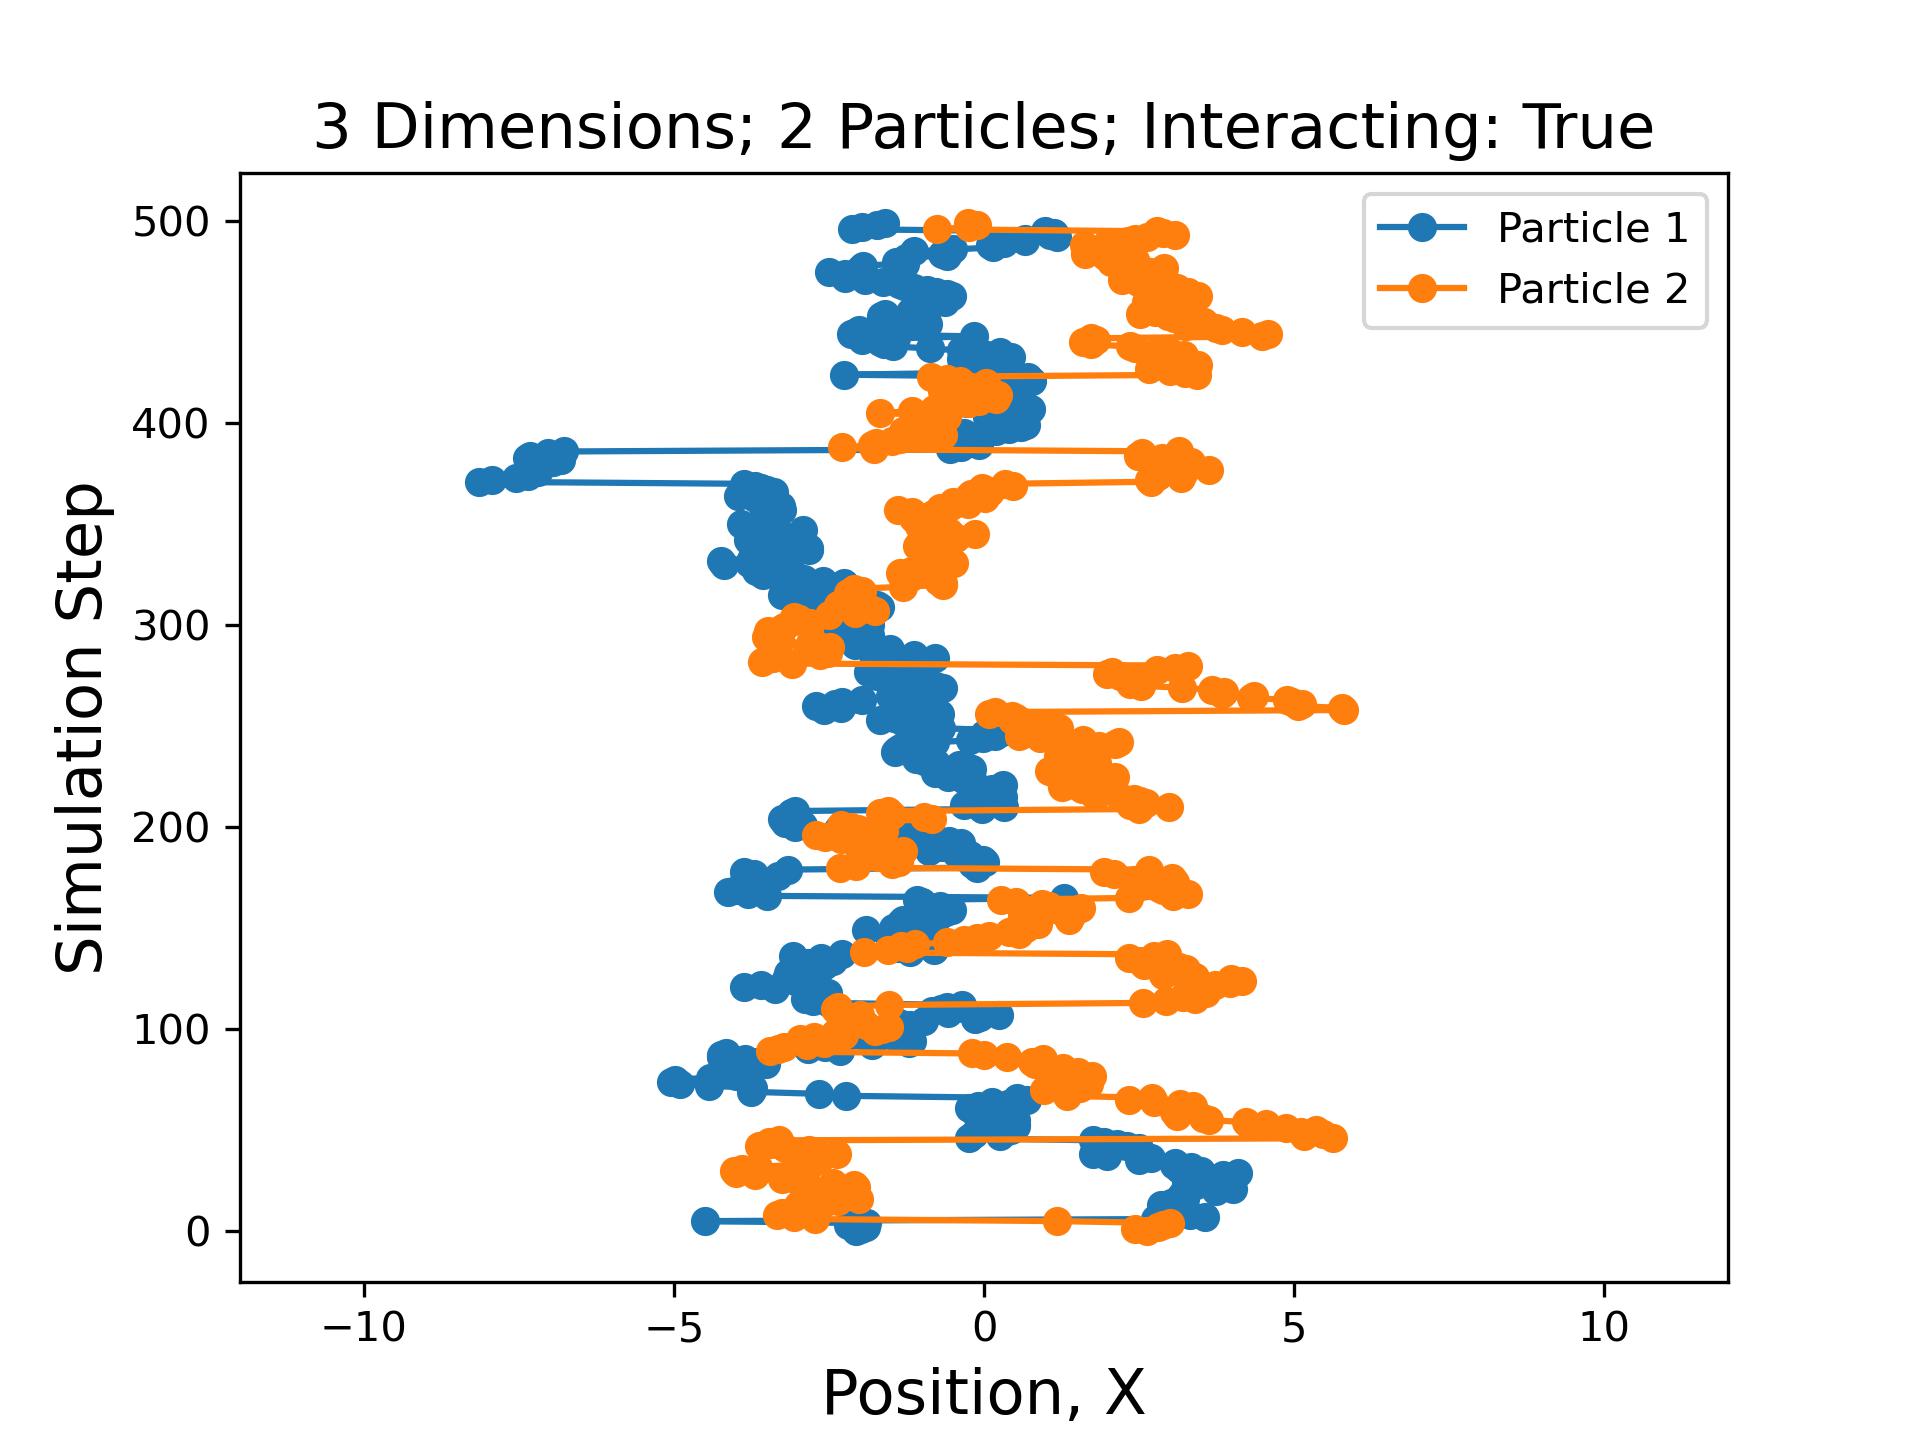 3 Dimensions; 2 Particles; Interacting: True
Particle 1
Particle 2
500
400
300
200
100
0
Simulation Step
−10
−5
0
5
10
Position, X